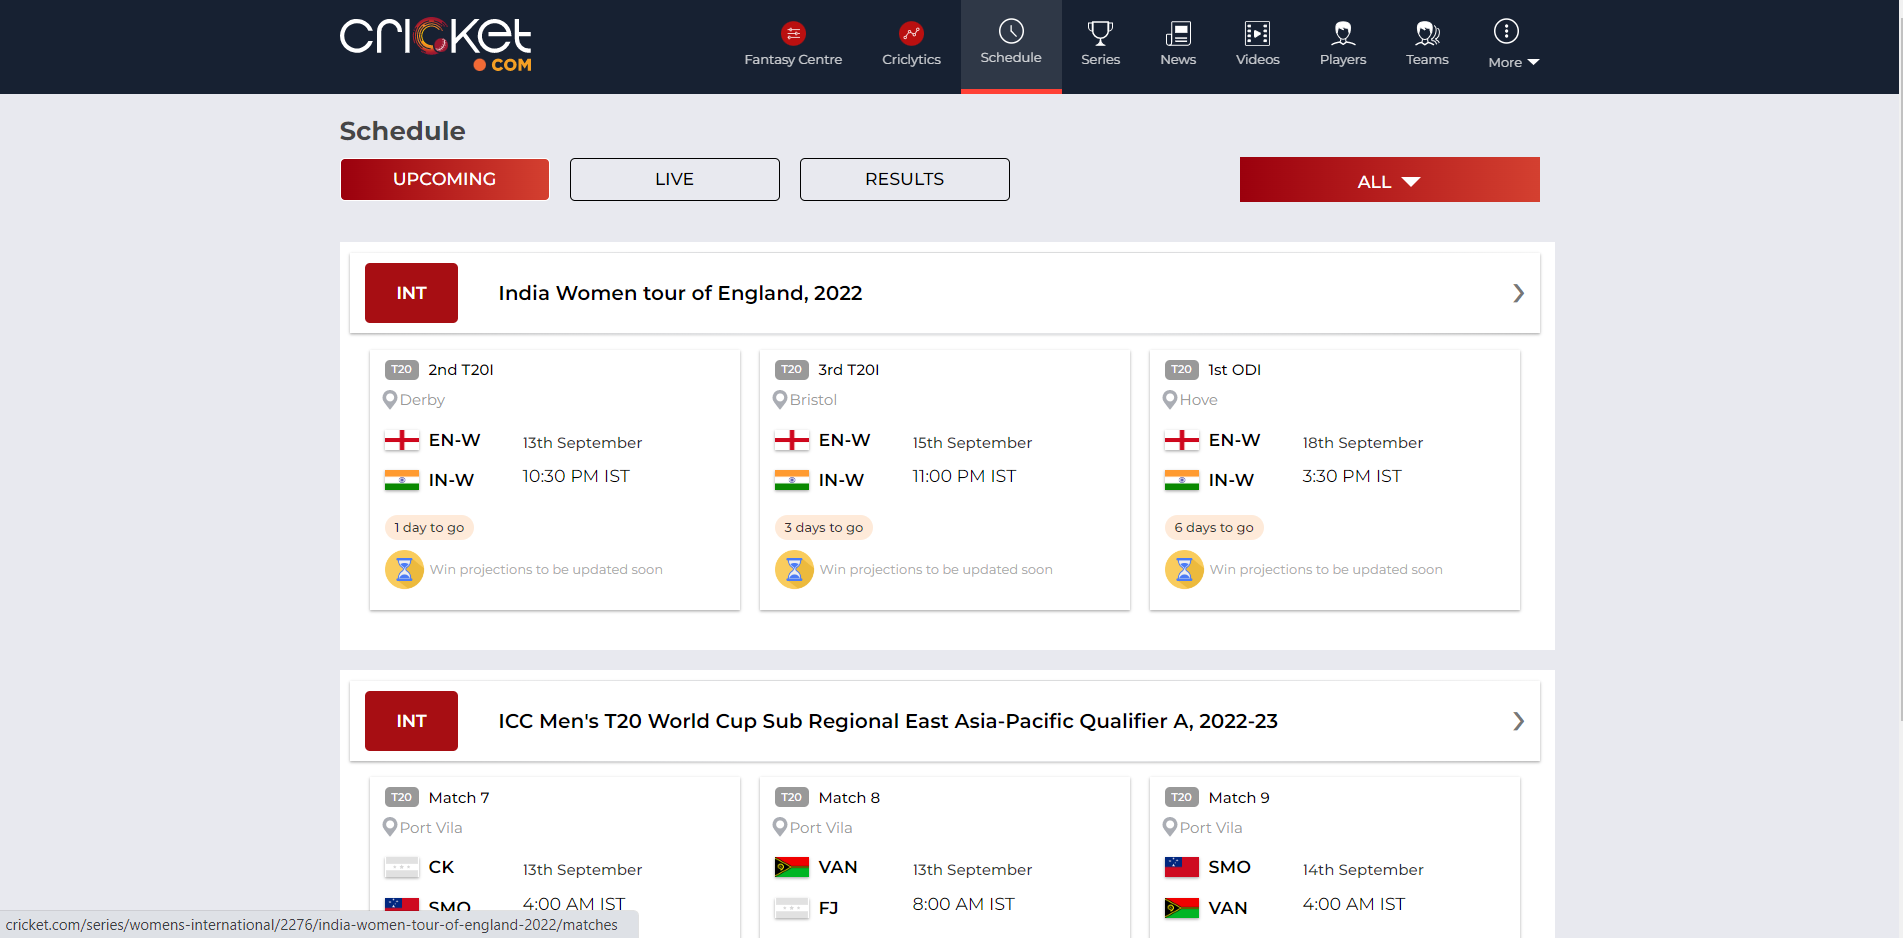 cricket
.COM
Fantasy Centre
Criclytics
Schedule
Series
News
Videos
Players
Teams
More
Schedule
UPCOMING
LIVE
RESULTS
ALL
INT
India Women tour of England, 2022
T20 2nd T20I
Derby
EN-W
13th September
IN-W
10:30 PM IST
1 day to go
Win projections to be updated soon
T20 3rd T20I
Bristol
EN-W
15th September
IN-W
11:00 PM IST
3 days to go
Win projections to be updated soon
T20 1st ODI
Hove
EN-W
18th September
IN-W
3:30 PM IST
6 days to go
Win projections to be updated soon
INT
ICC Men's T20 World Cup Sub Regional East Asia-Pacific Qualifier A, 2022-23
T20 Match 7
Port Vila
CK
13th September
SMO
4:00 AM IST
T20 Match 8
Port Vila
VAN
13th September
FJ
8:00 AM IST
T20 Match 9
Port Vila
SMO
14th September
VAN
4:00 AM IST
cricket.com/series/womens-international/2276/india-women-tour-of-england-2022/matches